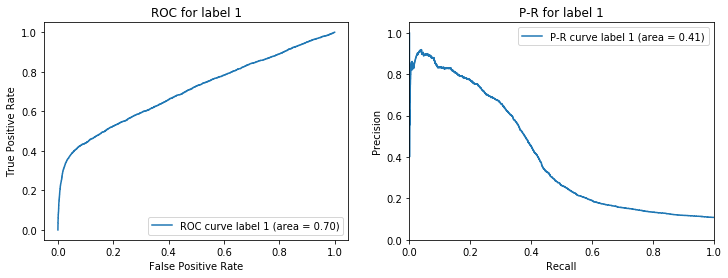 ROC for label 1
True Positive Rate
1.0
0.8
0.6
0.4
0.2
0.0
ROC curve label 1 (area = 0.70)
0.0 0.2 0.4 0.6 0.8 1.0
False Positive Rate
P-R for label 1
Precision
1.0
0.8
0.6
0.4
0.2
0.0
P-R curve label 1 (area = 0.41)
0.0 0.2 0.4 0.6 0.8 1.0
Recall